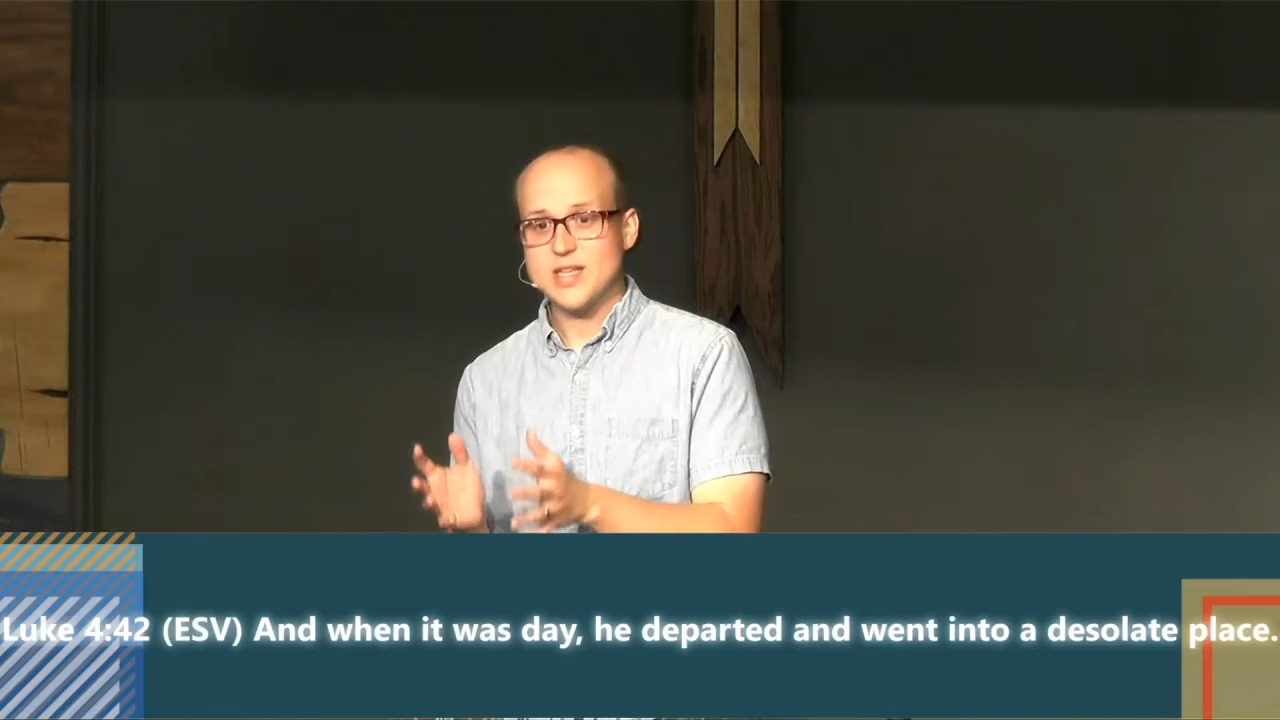 Luke 4:42 (ESV) And when it was day, he departed and went into a desolate place.